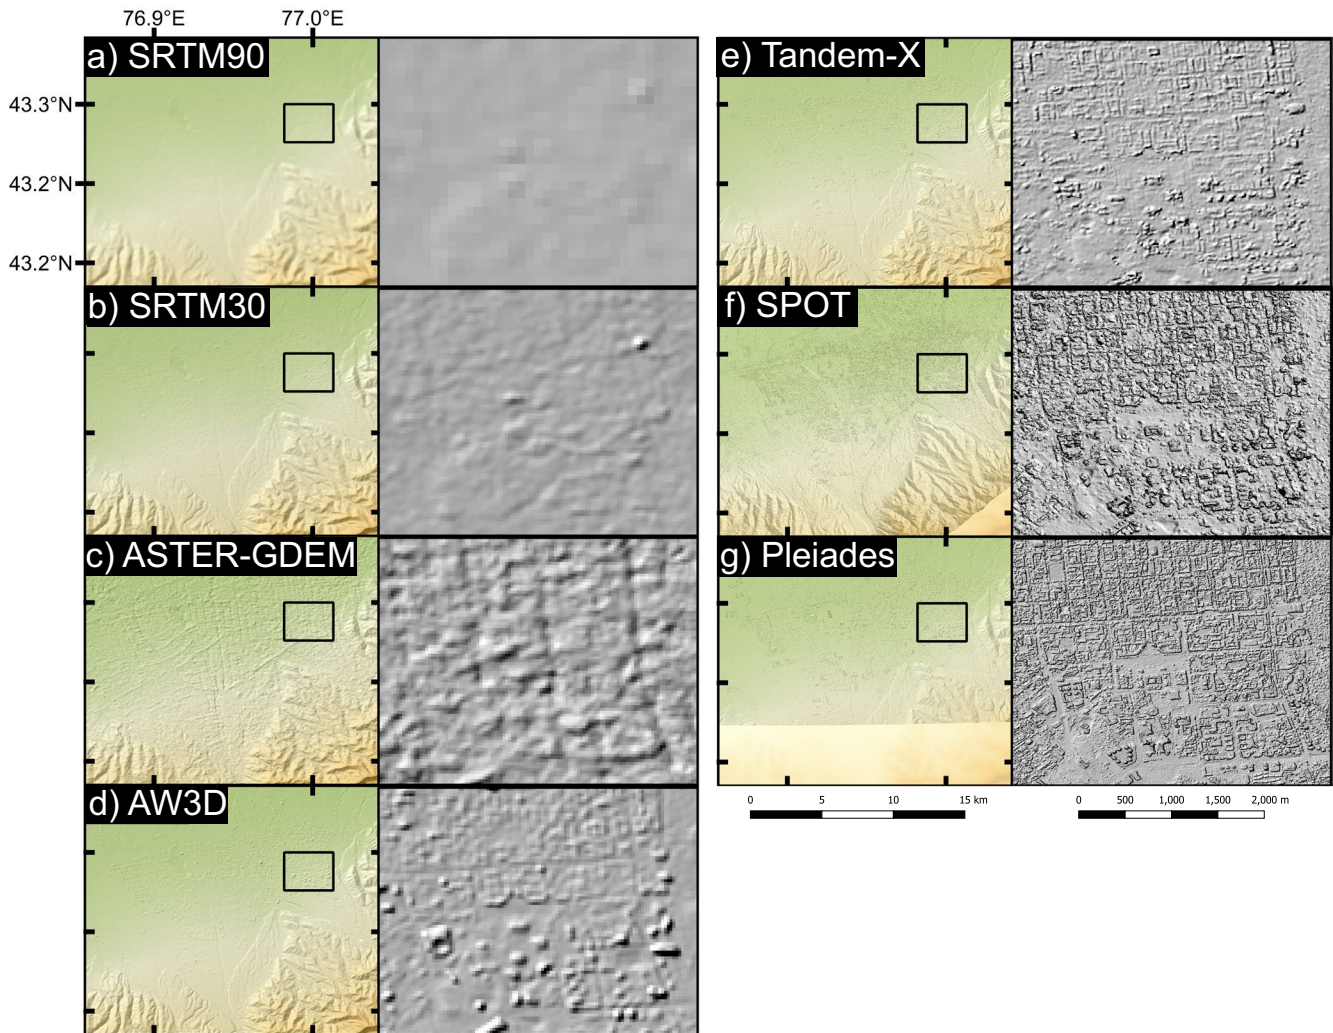 76.9°E 77.0°E
a) SRTM90
43.3°N
43.2°N
43.2°N
b) SRTM30
c) ASTER-GDEM
d) AW3D
e) Tandem-X
f) SPOT
g) Pleiades
0 5 10 15 km
0 500 1,000 1,500 2,000 m